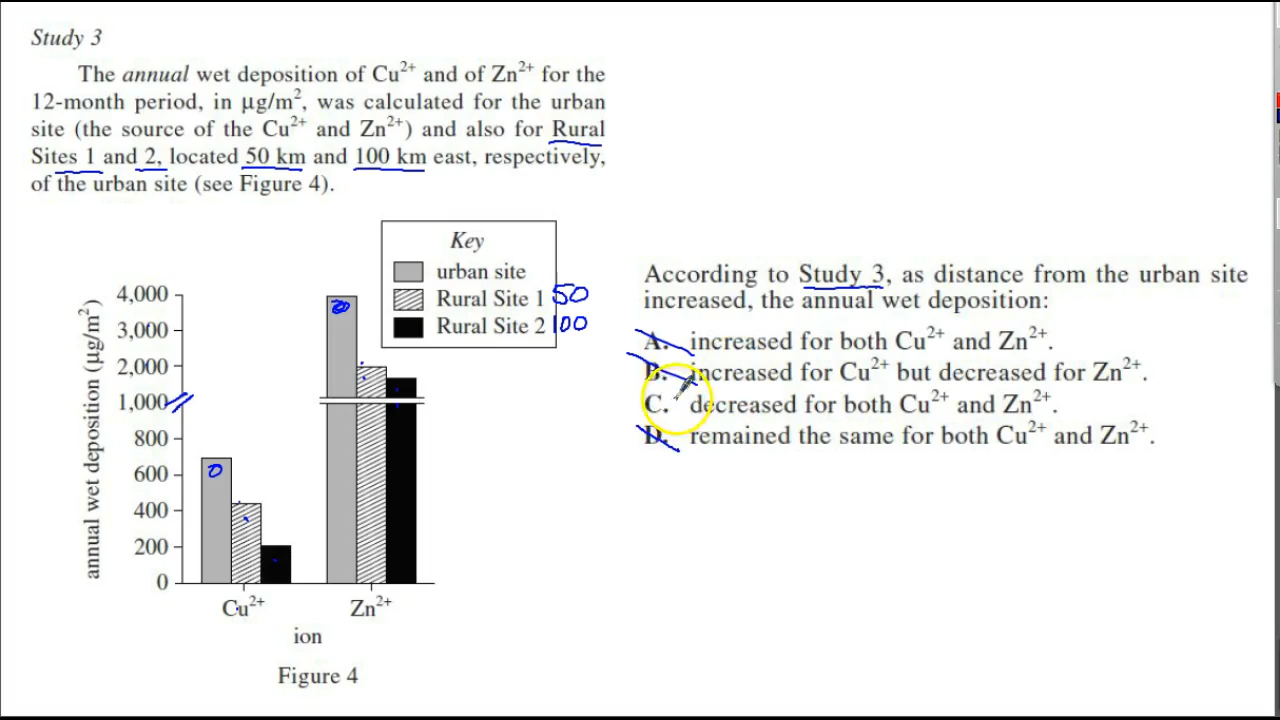 Study 3
The annual wet deposition of Cu²⁺ and of Zn²⁺ for the
12-month period, in μg/m², was calculated for the urban
site (the source of the Cu²⁺ and Zn²⁺) and also for Rural
Sites 1 and 2, located 50 km and 100 km east, respectively,
of the urban site (see Figure 4).
Key
urban site
Rural Site 1 50
Rural Site 2 100
annual wet deposition (μg/m²)
4,000
3,000
2,000
1,000
800
600
400
200
0
0
Cu²⁺
Zn²⁺
ion
Figure 4
According to Study 3, as distance from the urban site
increased, the annual wet deposition:
A. increased for both Cu²⁺ and Zn²⁺.
B. increased for Cu²⁺ but decreased for Zn²⁺.
C. decreased for both Cu²⁺ and Zn²⁺.
D. remained the same for both Cu²⁺ and Zn²⁺.